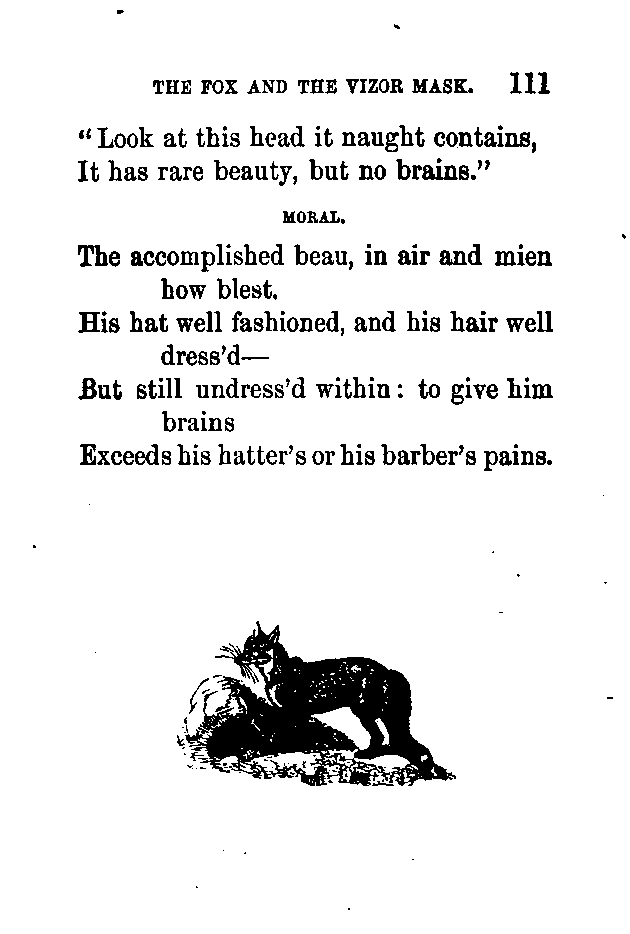 THE FOX AND THE VIZOR MASK. 111
“Look at this head it naught contains,
It has rare beauty, but no brains.”
MORAL.
The accomplished beau, in air and mien
how blest.
His hat well fashioned, and his hair well
dress’d—
But still undress’d within: to give him
brains
Exceeds his hatter’s or his barber’s pains.